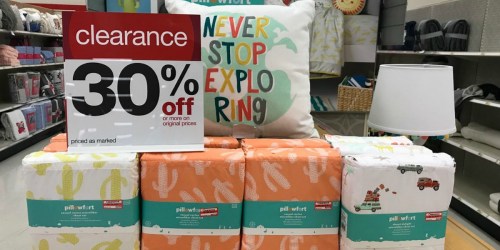 clearance
30%
off
or more on
original prices
priced as marked
NEVER
STOP
EXPLO
RING
pillowfort
pillowfort
pillowfort
pillowfort